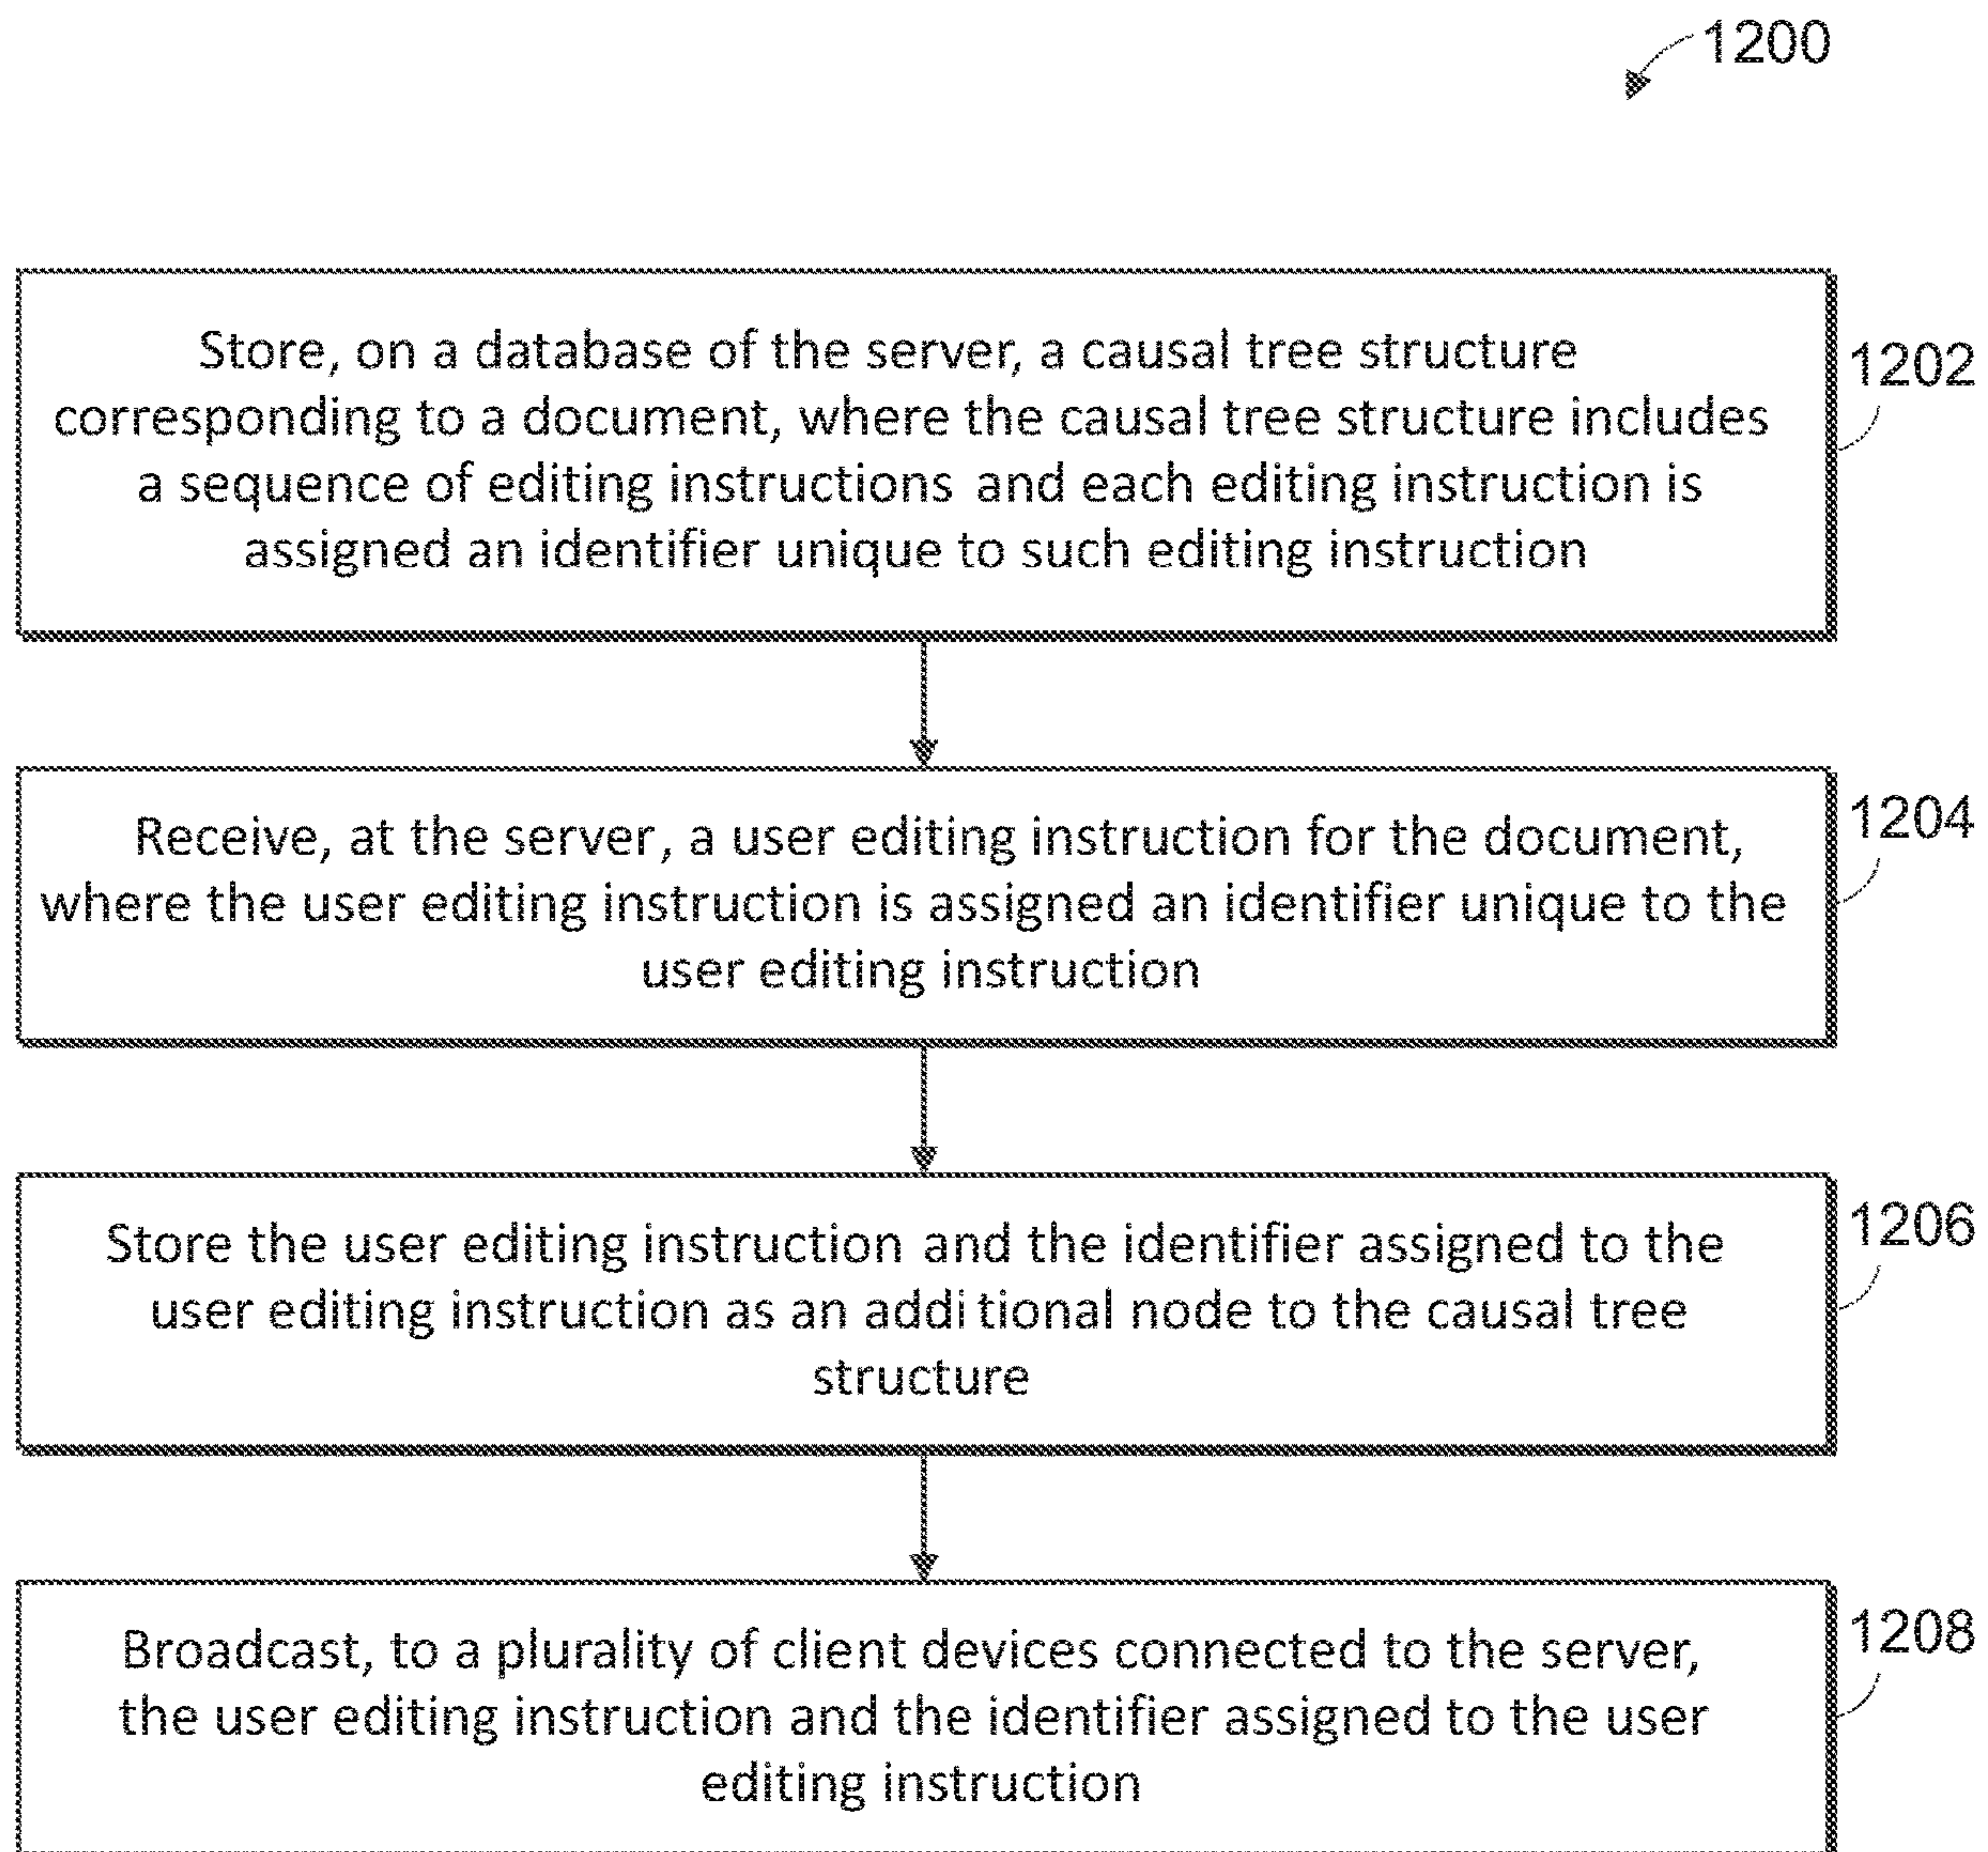 1200
Store, on a database of the server, a causal tree structure
corresponding to a document, where the causal tree structure includes
a sequence of editing instructions and each editing instruction is
assigned an identifier unique to such editing instruction
1202
Receive, at the server, a user editing instruction for the document,
where the user editing instruction is assigned an identifier unique to the
user editing instruction
1204
Store the user editing instruction and the identifier assigned to the
user editing instruction as an addi tional node to the causal tree
structure
1206
Broadcast, to a plurality of client devices connected to the server,
the user editing instruction and the identifier assigned to the user
editing instruction
1208